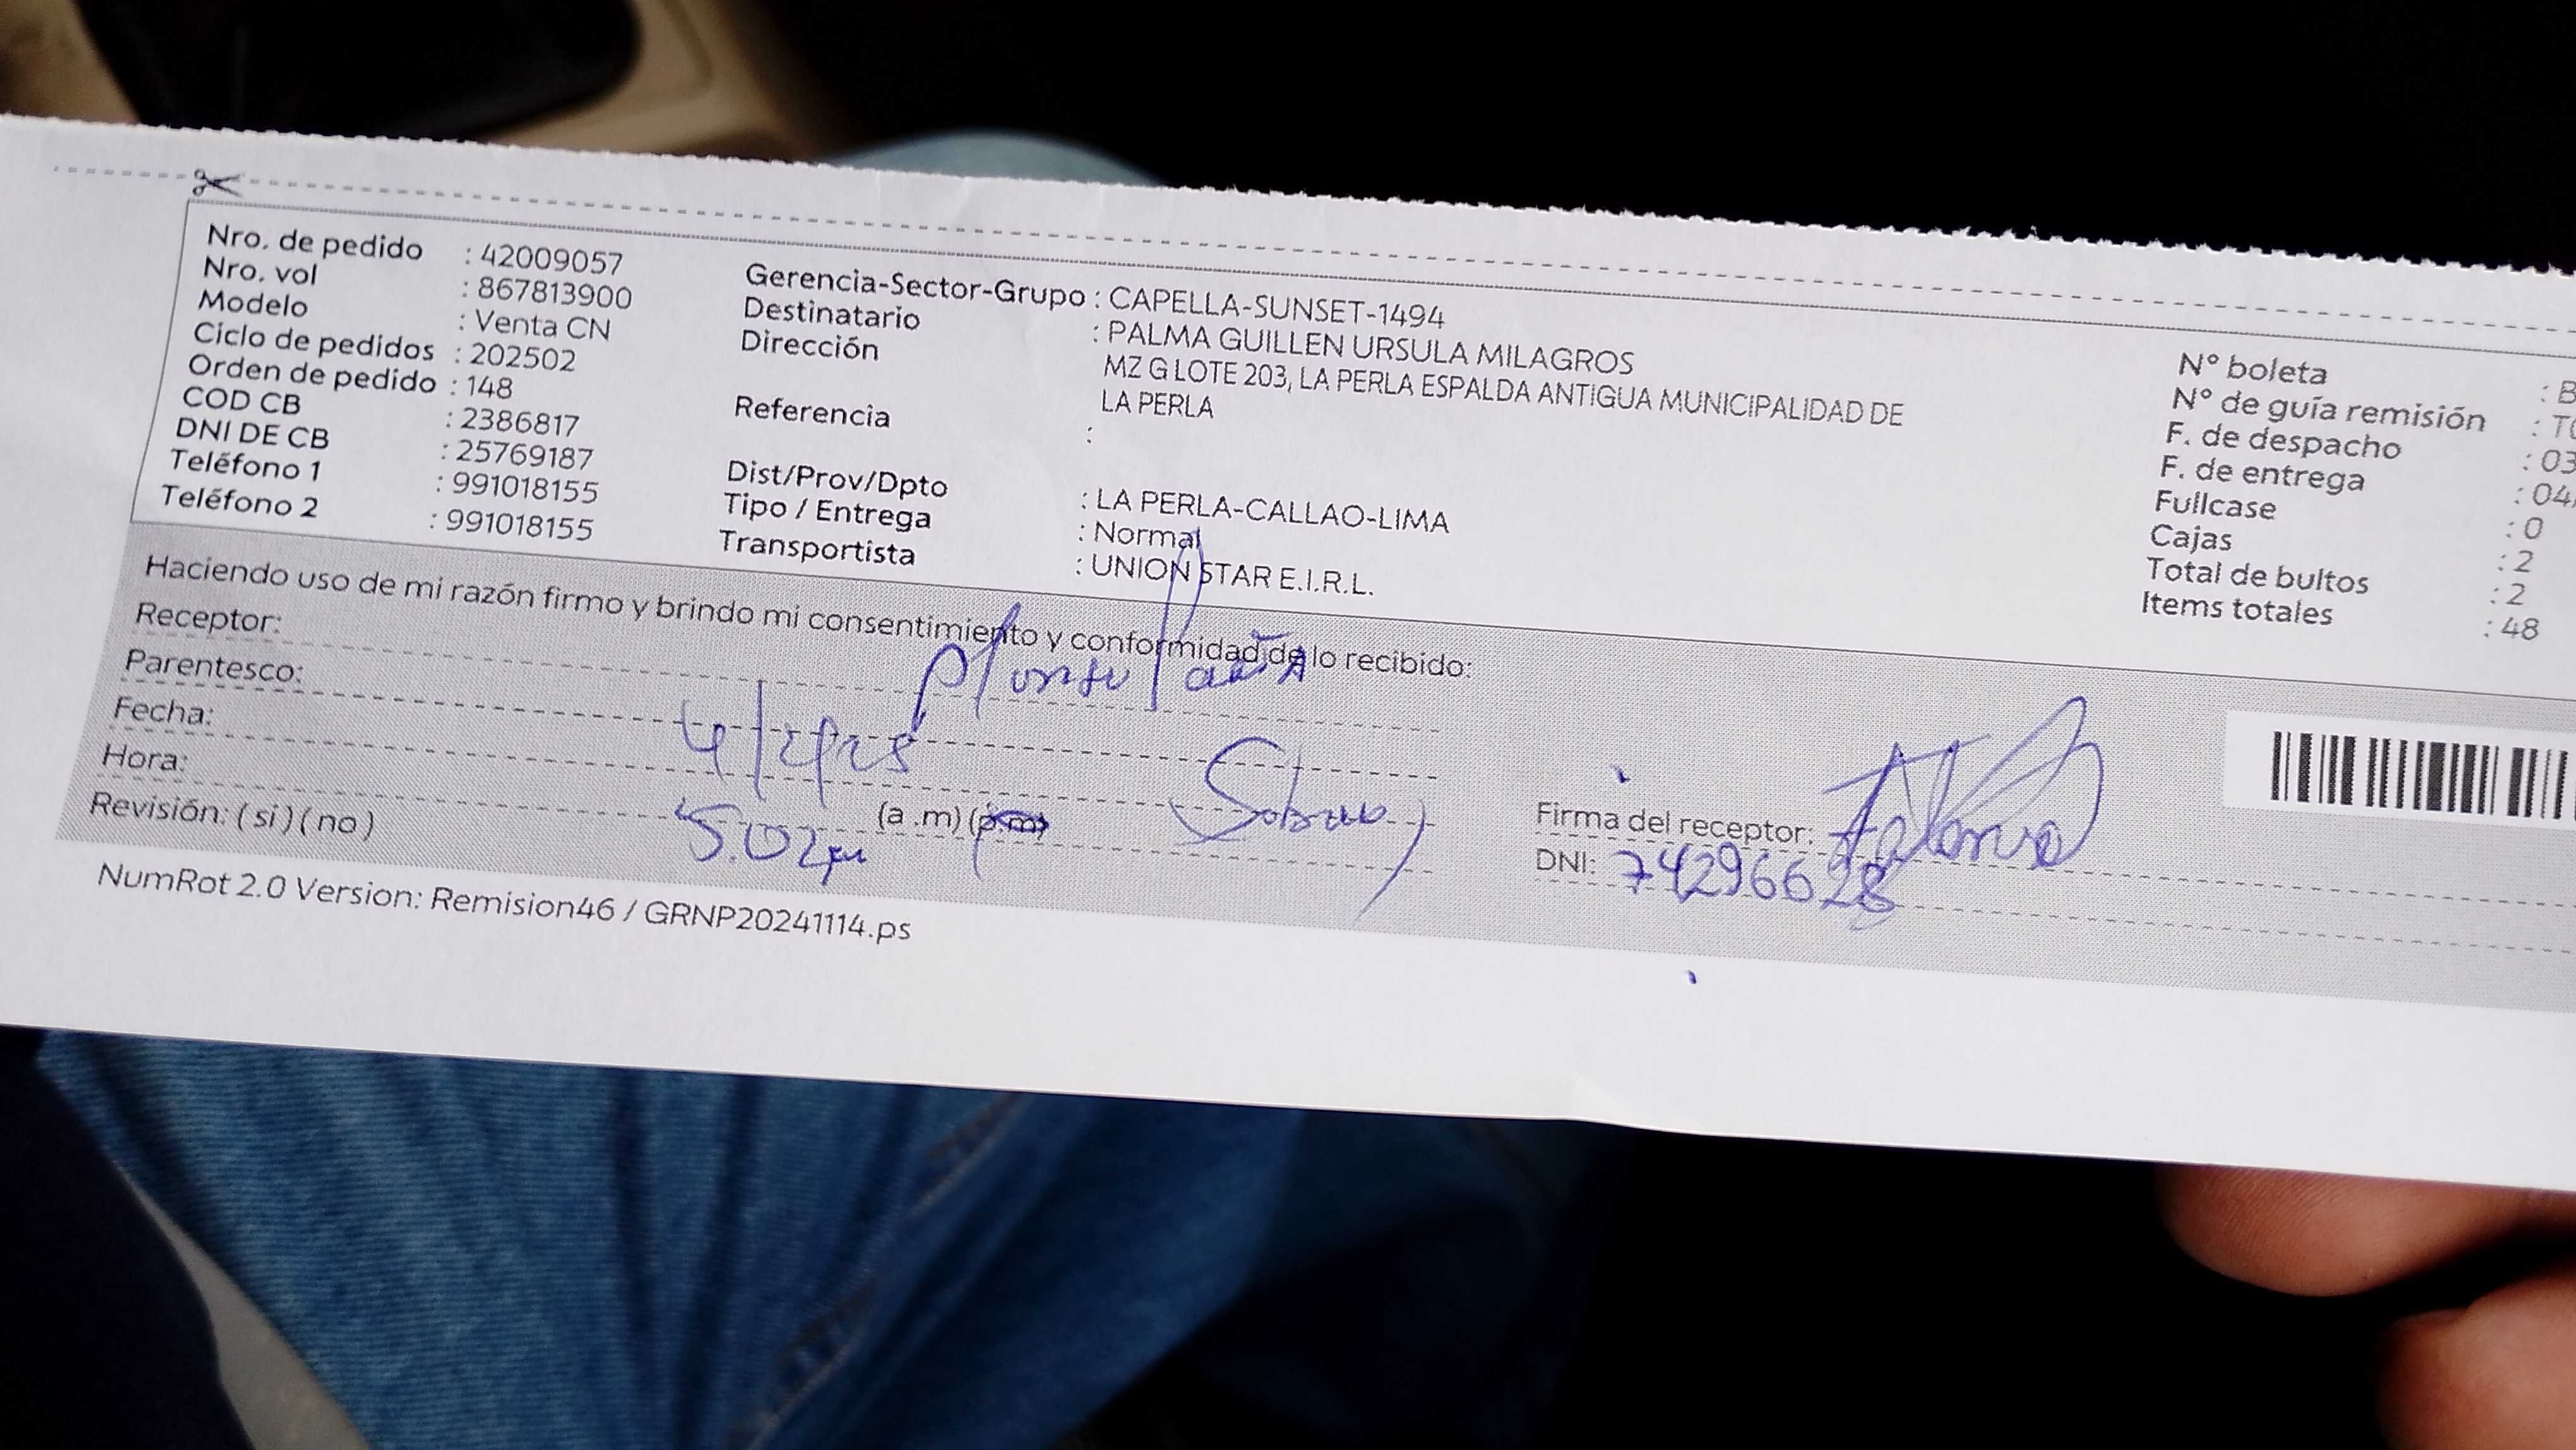 Nro. de pedido : 42009057
Nro. vol : 867813900
Modelo : Venta CN
Ciclo de pedidos : 202502
Orden de pedido : 148
COD CB : 2386817
DNI DE CB : 25769187
Teléfono 1 : 991018155
Teléfono 2 : 991018155
Gerencia-Sector-Grupo : CAPELLA-SUNSET-1494
Destinatario : PALMA GUILLEN URSULA MILAGROS
Dirección MZ G LOTE 203, LA PERLA ESPALDA ANTIGUA MUNICIPALIDAD DE
LA PERLA
Referencia :
Dist/Prov/Dpto : LA PERLA-CALLAO-LIMA
Tipo / Entrega : Normal
Transportista : UNION STAR E.I.R.L.
N° boleta : B
N° de guía remisión : T0
F. de despacho : 03
F. de entrega : 04
Fullcase : 0
Cajas : 2
Total de bultos : 2
Items totales : 48
Haciendo uso de mi razón firmo y brindo mi consentimiento y conformidad de lo recibido:
Receptor:
Parentesco:
Fecha:
Hora: (a .m) (p.m)
5.02pm
Revisión: ( si ) ( no )
Firma del receptor:
DNI: 74296628
NumRot 2.0 Version: Remision46 / GRNP20241114.ps